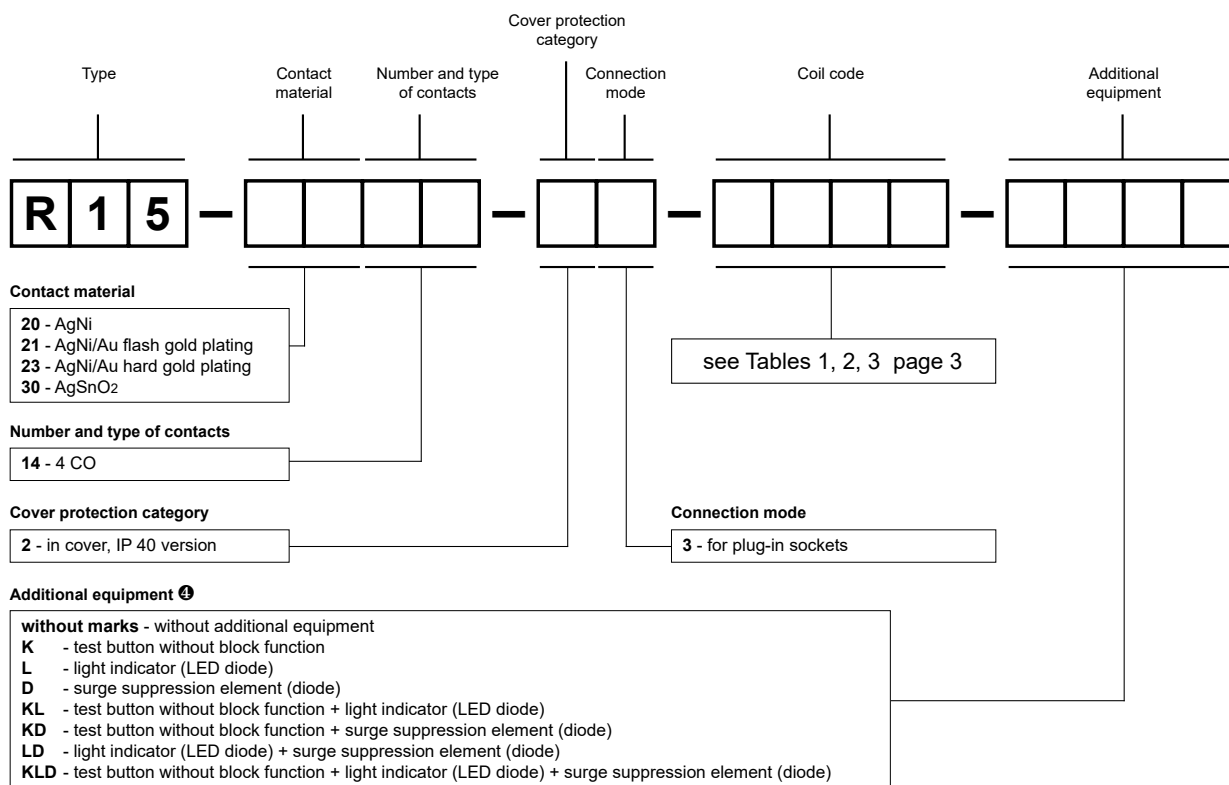 Cover protection
category
Type
Contact
material
Number and type
of contacts
Connection
mode
Coil code
Additional
equipment
R 1 5 – – – –
Contact material
20 - AgNi
21 - AgNi/Au flash gold plating
23 - AgNi/Au hard gold plating
30 - AgSnO2
see Tables 1, 2, 3 page 3
Number and type of contacts
14 - 4 CO
Cover protection category
2 - in cover, IP 40 version
Connection mode
3 - for plug-in sockets
Additional equipment ❹
without marks - without additional equipment
K - test button without block function
L - light indicator (LED diode)
D - surge suppression element (diode)
KL - test button without block function + light indicator (LED diode)
KD - test button without block function + surge suppression element (diode)
LD - light indicator (LED diode) + surge suppression element (diode)
KLD - test button without block function + light indicator (LED diode) + surge suppression element (diode)